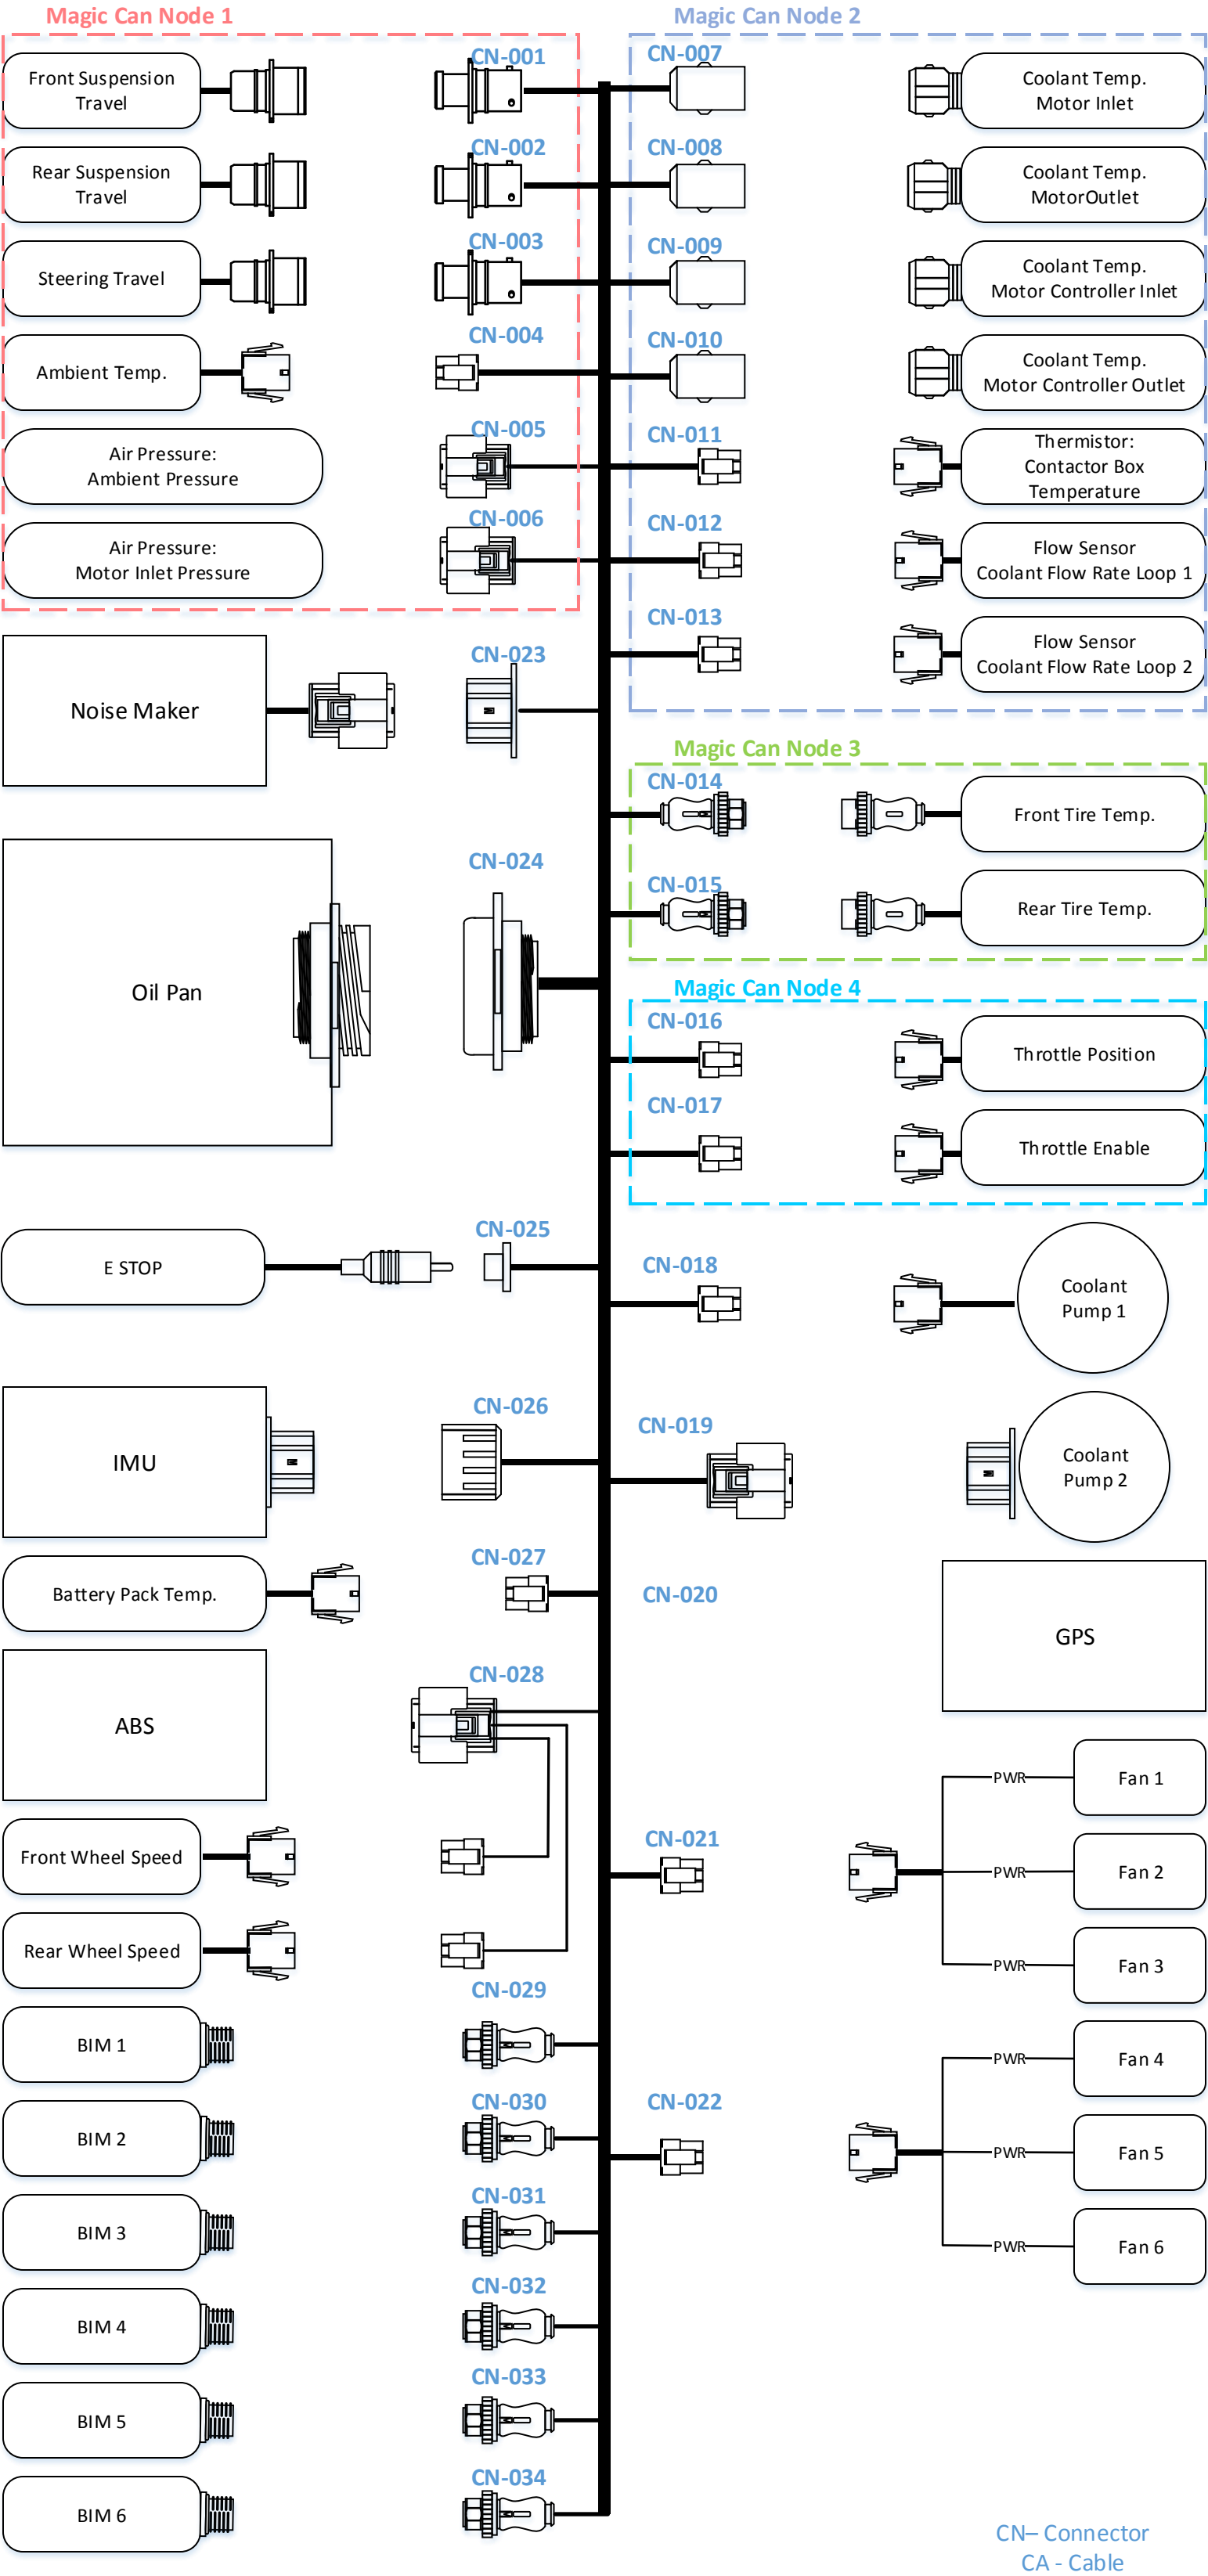 Magic Can Node 1
Front Suspension
Travel
CN-001
Rear Suspension
Travel
CN-002
Steering Travel
CN-003
Ambient Temp.
CN-004
Air Pressure:
Ambient Pressure
CN-005
Air Pressure:
Motor Inlet Pressure
CN-006
Magic Can Node 2
CN-007
Coolant Temp.
Motor Inlet
CN-008
Coolant Temp.
MotorOutlet
CN-009
Coolant Temp.
Motor Controller Inlet
CN-010
Coolant Temp.
Motor Controller Outlet
CN-011
Thermistor:
Contactor Box
Temperature
CN-012
Flow Sensor
Coolant Flow Rate Loop 1
CN-013
Flow Sensor
Coolant Flow Rate Loop 2
Noise Maker
CN-023
Magic Can Node 3
CN-014
Front Tire Temp.
CN-015
Rear Tire Temp.
Oil Pan
CN-024
Magic Can Node 4
CN-016
Throttle Position
CN-017
Throttle Enable
E STOP
CN-025
CN-018
Coolant
Pump 1
IMU
CN-026
CN-019
Coolant
Pump 2
Battery Pack Temp.
CN-027
CN-020
GPS
ABS
CN-028
Front Wheel Speed
Rear Wheel Speed
CN-021
PWR
Fan 1
PWR
Fan 2
PWR
Fan 3
BIM 1
CN-029
BIM 2
CN-030
BIM 3
CN-031
BIM 4
CN-032
BIM 5
CN-033
BIM 6
CN-034
CN-022
PWR
Fan 4
PWR
Fan 5
PWR
Fan 6
CN– Connector
CA - Cable